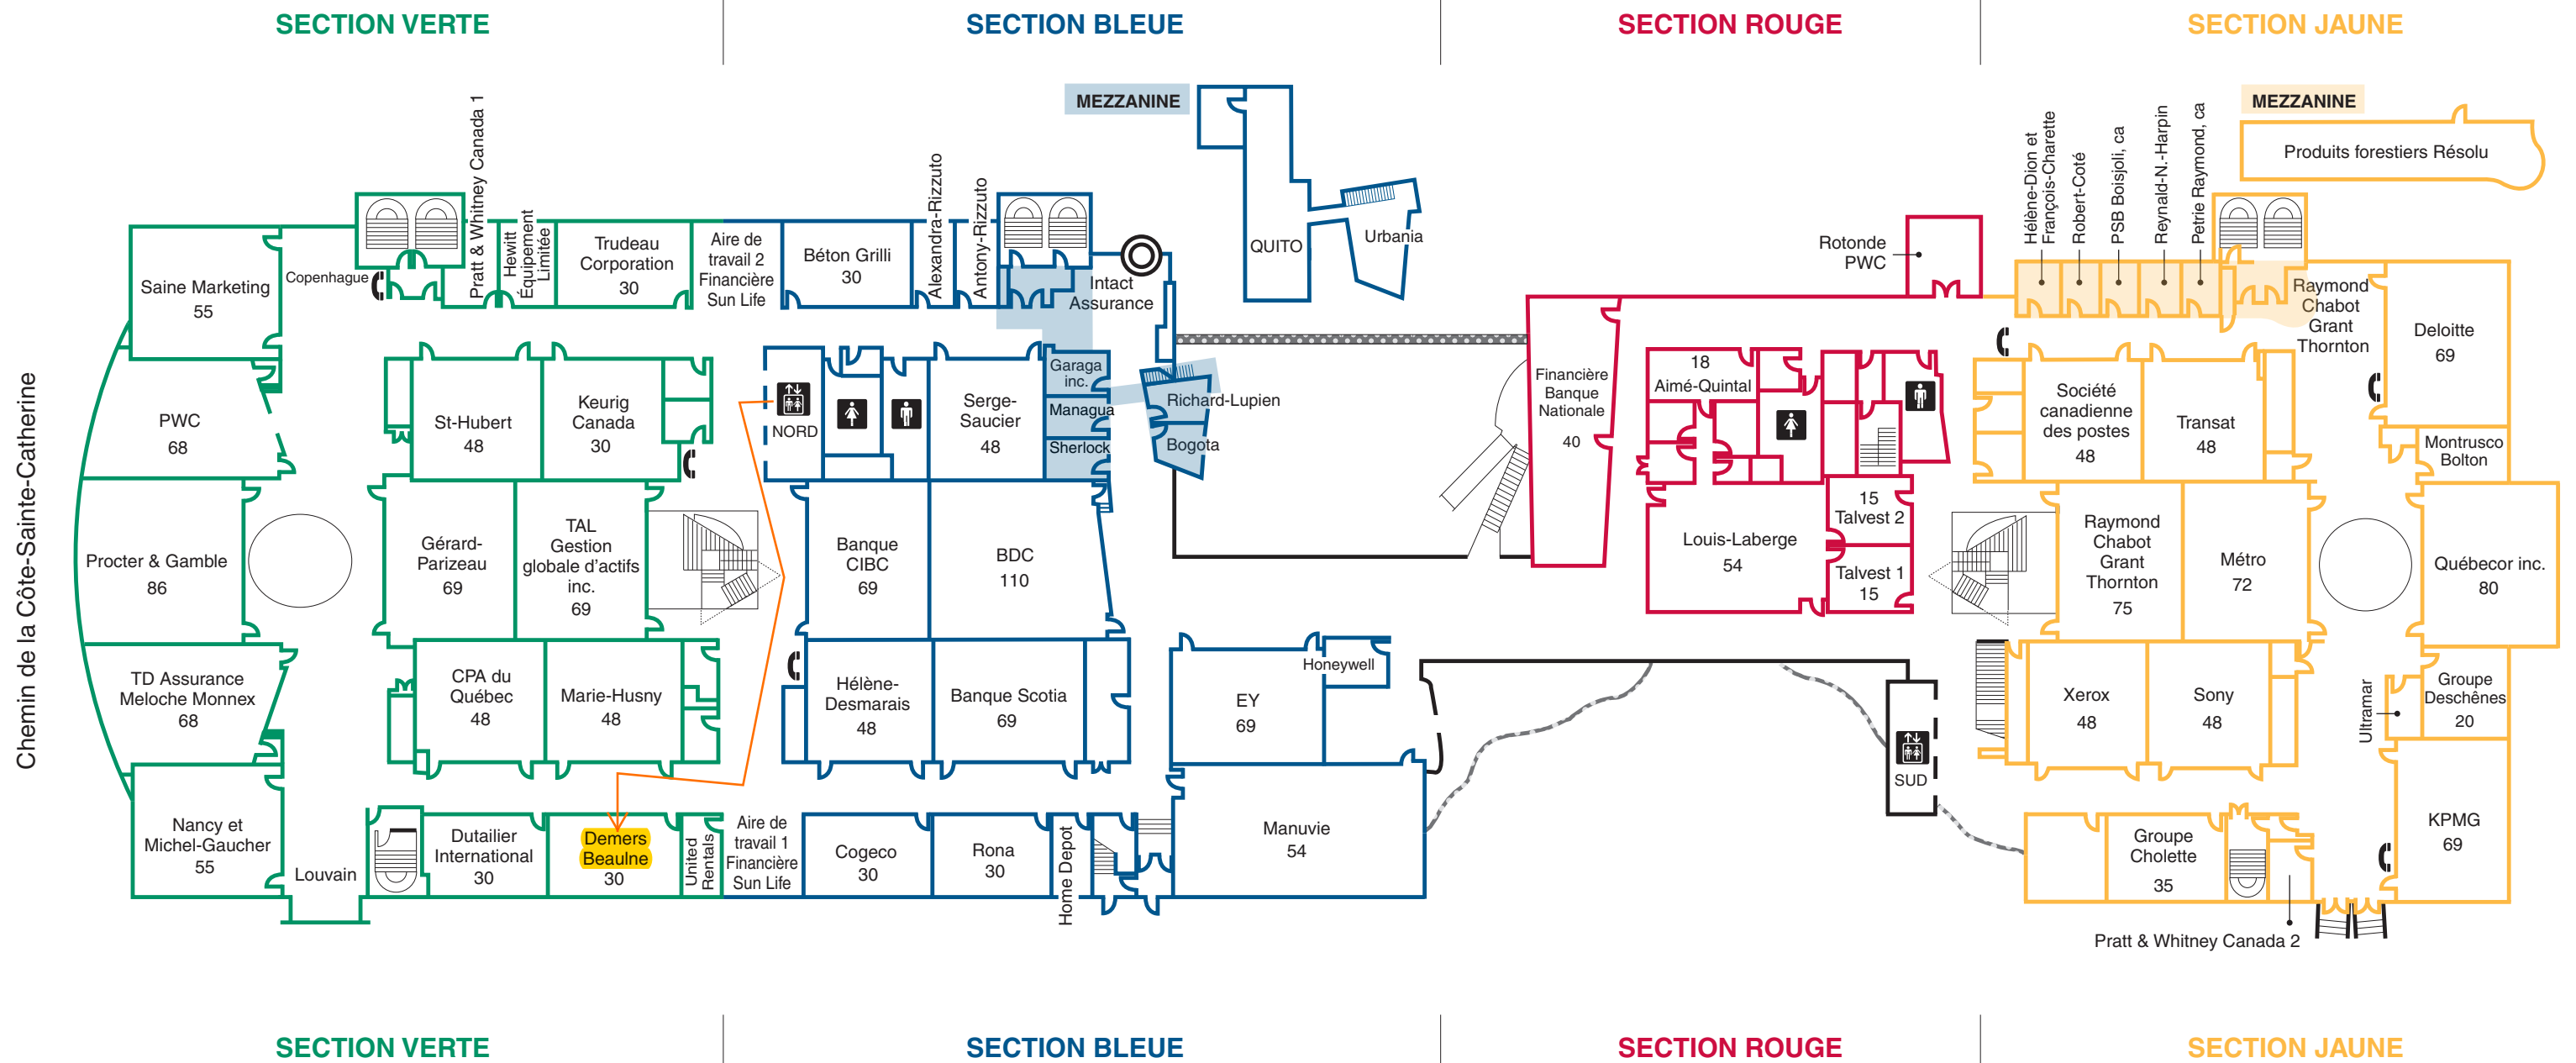 SECTION VERTE
SECTION BLEUE
SECTION ROUGE
SECTION JAUNE
Chemin de la Côte-Sainte-Catherine
Saine Marketing
55
Copenhague
Pratt & Whitney Canada 1
Hewitt
Équipement
Limitée
Trudeau
Corporation
30
Aire de
travail 2
Financière
Sun Life
PWC
68
St-Hubert
48
Keurig
Canada
30
Procter & Gamble
86
Gérard-
Parizeau
69
TAL
Gestion
globale d'actifs
inc.
69
TD Assurance
Meloche Monnex
68
CPA du
Québec
48
Marie-Husny
48
Nancy et
Michel-Gaucher
55
Louvain
Dutailier
International
30
Demers
Beaulne
30
United
Rentals
Aire de
travail 1
Financière
Sun Life
MEZZANINE
QUITO
Urbania
Béton Grilli
30
Alexandra-Rizzuto
Antony-Rizzuto
Intact
Assurance
NORD
Serge-
Saucier
48
Garaga
inc.
Managua
Sherlock
Richard-Lupien
Bogota
Banque
CIBC
69
BDC
110
Hélène-
Desmarais
48
Banque Scotia
69
EY
69
Honeywell
Cogeco
30
Rona
30
Home Depot
Manuvie
54
Rotonde
PWC
Financière
Banque
Nationale
40
18
Aimé-Quintal
15
Talvest 2
Louis-Laberge
54
Talvest 1
15
SUD
MEZZANINE
Produits forestiers Résolu
Hélène-Dion et
François-Charette
Robert-Coté
PSB Boisjoli, ca
Reynald-N.-Harpin
Petrie Raymond, ca
Raymond
Chabot
Grant
Thornton
Deloitte
69
Société
canadienne
des postes
48
Transat
48
Montrusco
Bolton
Raymond
Chabot
Grant
Thornton
75
Métro
72
Québecor inc.
80
Xerox
48
Sony
48
Ultramar
Groupe
Deschênes
20
Groupe
Cholette
35
KPMG
69
Pratt & Whitney Canada 2
SECTION VERTE
SECTION BLEUE
SECTION ROUGE
SECTION JAUNE